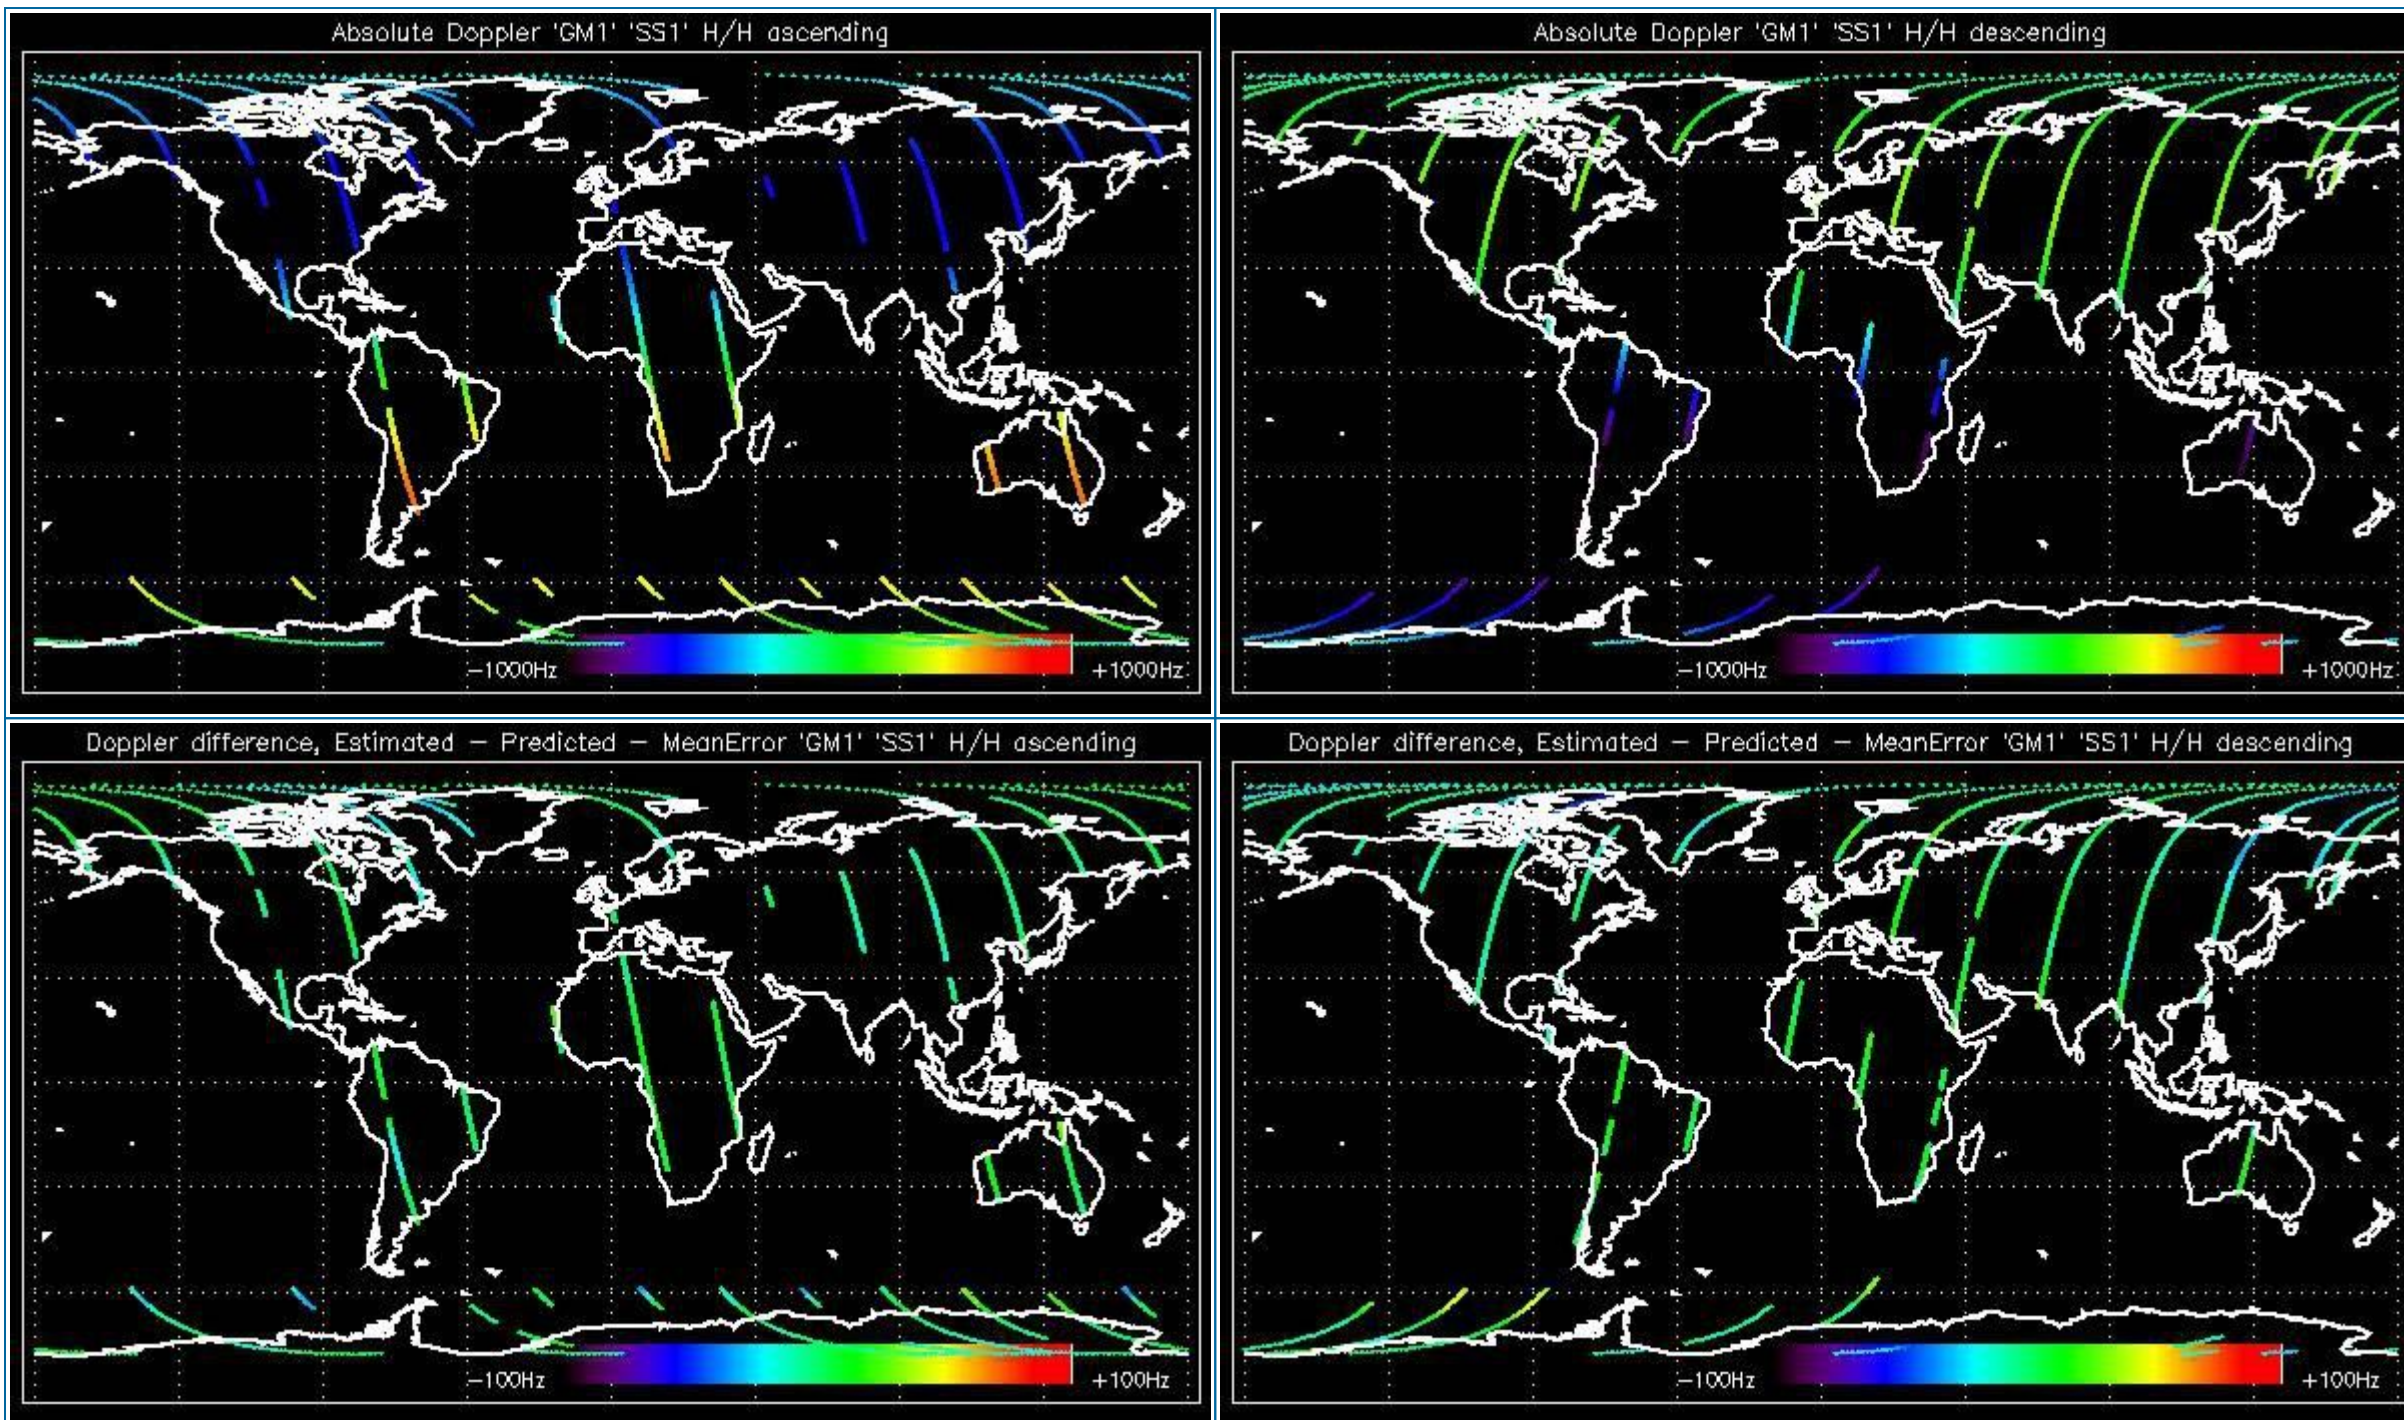 Absolute Doppler 'GM1' 'SS1' H/H ascending
-1000Hz +1000Hz
Absolute Doppler 'GM1' 'SS1' H/H descending
-1000Hz +1000Hz
Doppler difference, Estimated - Predicted - MeanError 'GM1' 'SS1' H/H ascending
-100Hz +100Hz
Doppler difference, Estimated - Predicted - MeanError 'GM1' 'SS1' H/H descending
-100Hz +100Hz